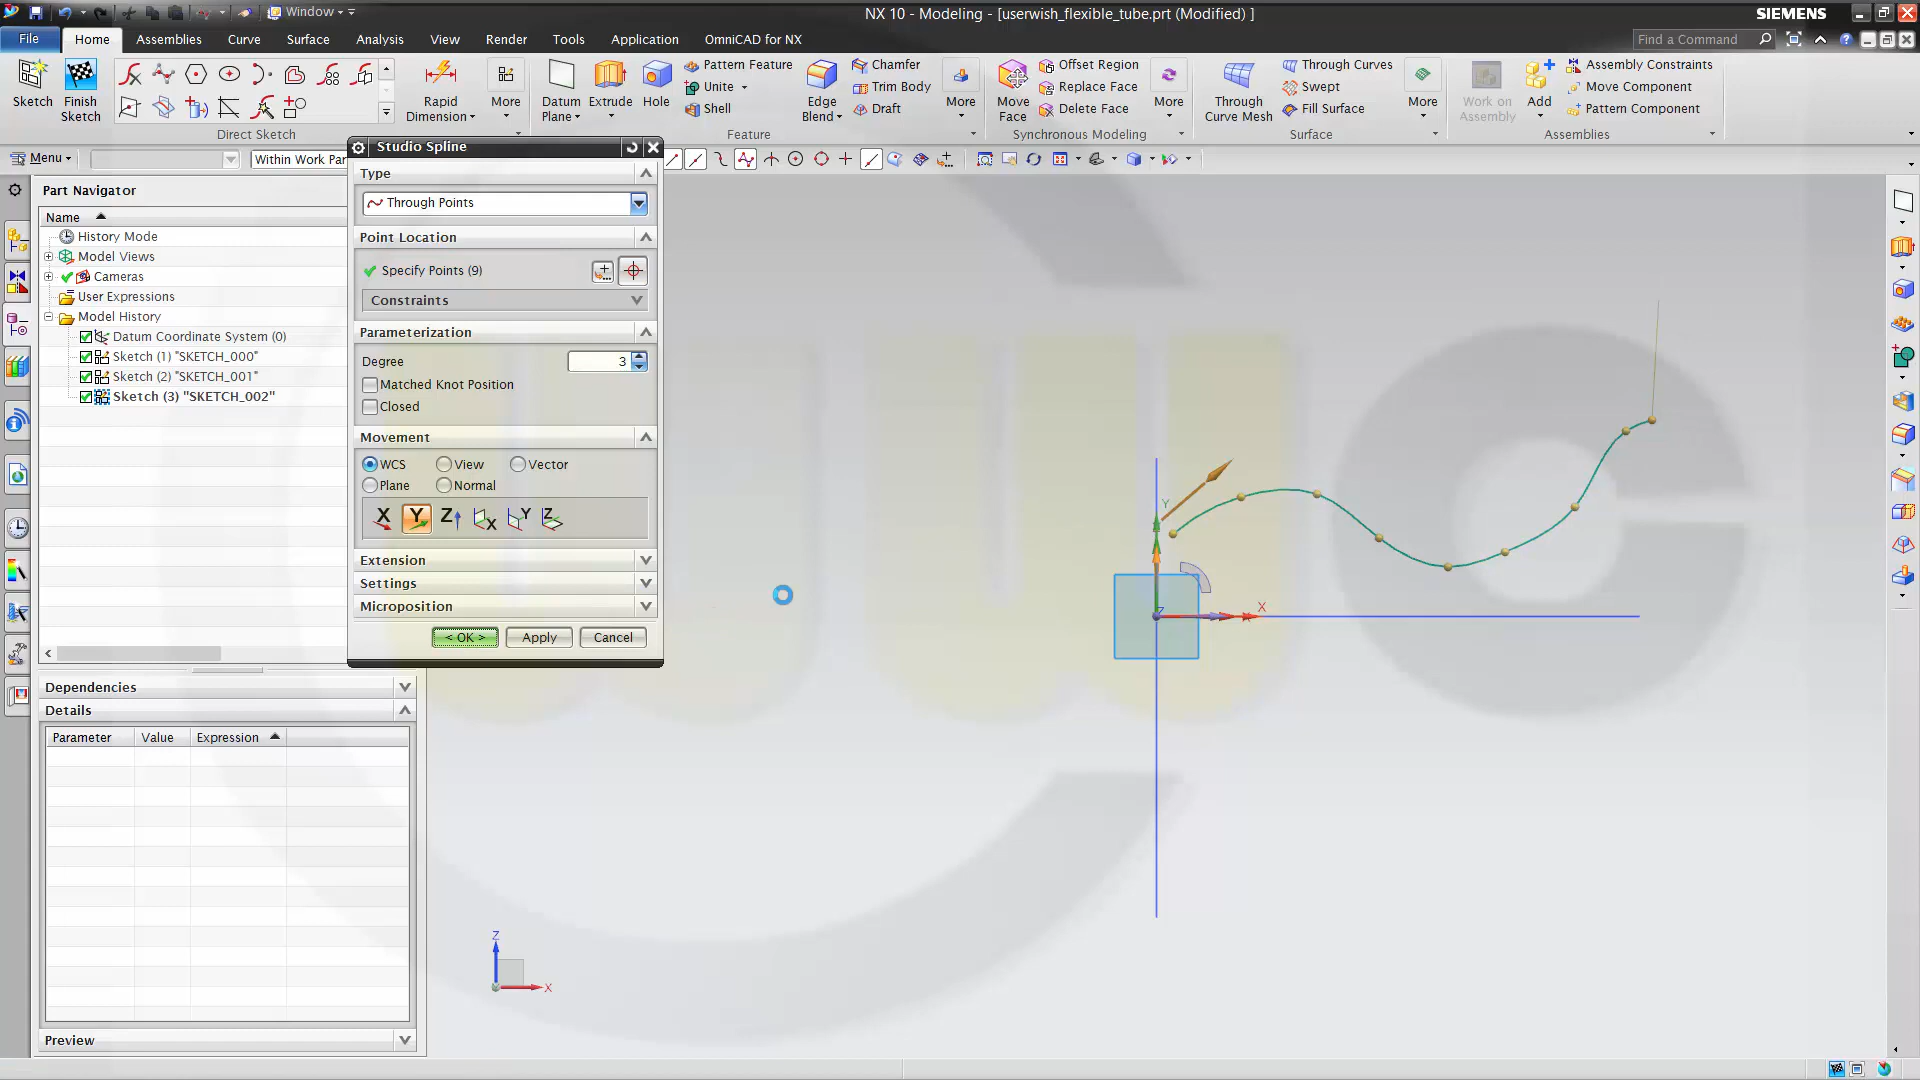 Window
NX 10 - Modeling - [userwish_flexible_tube.prt (Modified) ]
SIEMENS
File
Home
Assemblies
Curve
Surface
Analysis
View
Render
Tools
Application
OmniCAD for NX
Find a Command
Sketch
Finish Sketch
Rapid Dimension
More
Direct Sketch
Datum Plane
Extrude
Hole
Pattern Feature
Unite
Shell
Edge Blend
Chamfer
Trim Body
Draft
More
Feature
Move Face
Offset Region
Replace Face
Delete Face
More
Synchronous Modeling
Through Curve Mesh
Through Curves
Swept
Fill Surface
More
Surface
Work on Assembly
Add
Assembly Constraints
Move Component
Pattern Component
Assemblies
Menu
Within Work Par
Part Navigator
Name
History Mode
Model Views
Cameras
User Expressions
Model History
Datum Coordinate System (0)
Sketch (1) "SKETCH_000"
Sketch (2) "SKETCH_001"
Sketch (3) "SKETCH_002"
Dependencies
Details
Parameter Value Expression
Preview
Studio Spline
Type
Through Points
Point Location
Specify Points (9)
Constraints
Parameterization
Degree 3
Matched Knot Position
Closed
Movement
WCS View Vector
Plane Normal
X Y Z X Y Z
Extension
Settings
Microposition
< OK > Apply Cancel
Y
Z
X
Z
X